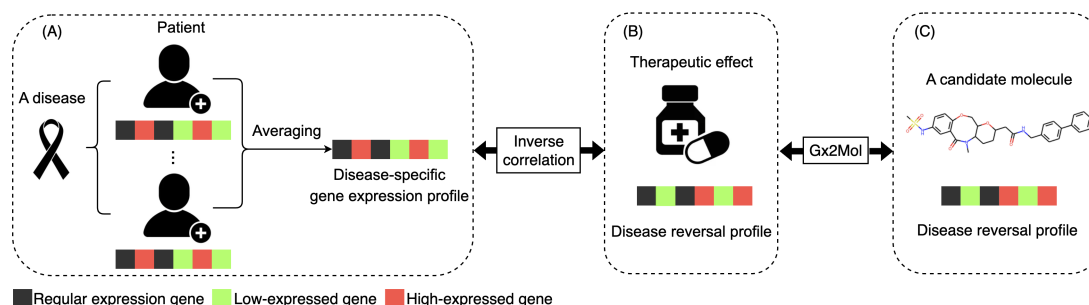 (A)
Patient
A disease
Averaging
Disease-specific
gene expression profile
Inverse
correlation
(B)
Therapeutic effect
Disease reversal profile
Gx2Mol
(C)
A candidate molecule
Disease reversal profile
Regular expression gene
Low-expressed gene
High-expressed gene